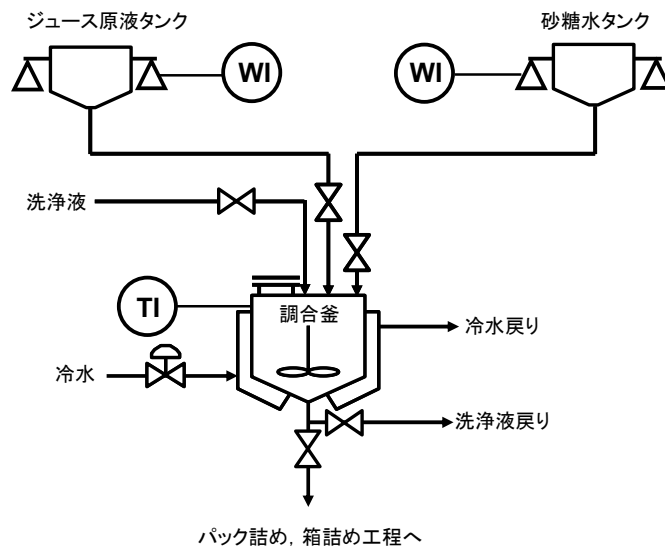 ジュース原液タンク
砂糖水タンク
WI
WI
洗浄液
TI
調合釜
冷水戻り
冷水
洗浄液戻り
パック詰め, 箱詰め工程へ